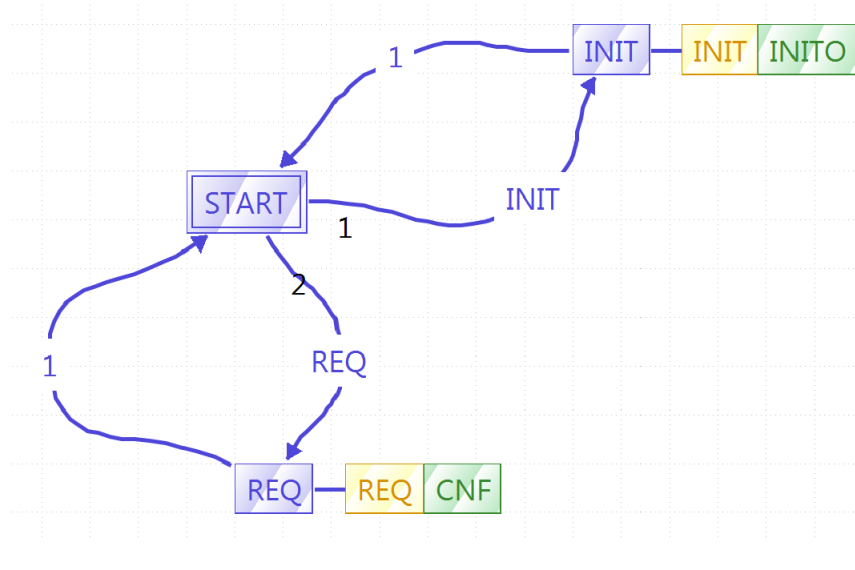 1
INIT INIT INITO
START
1
INIT
2
1
REQ
REQ REQ CNF